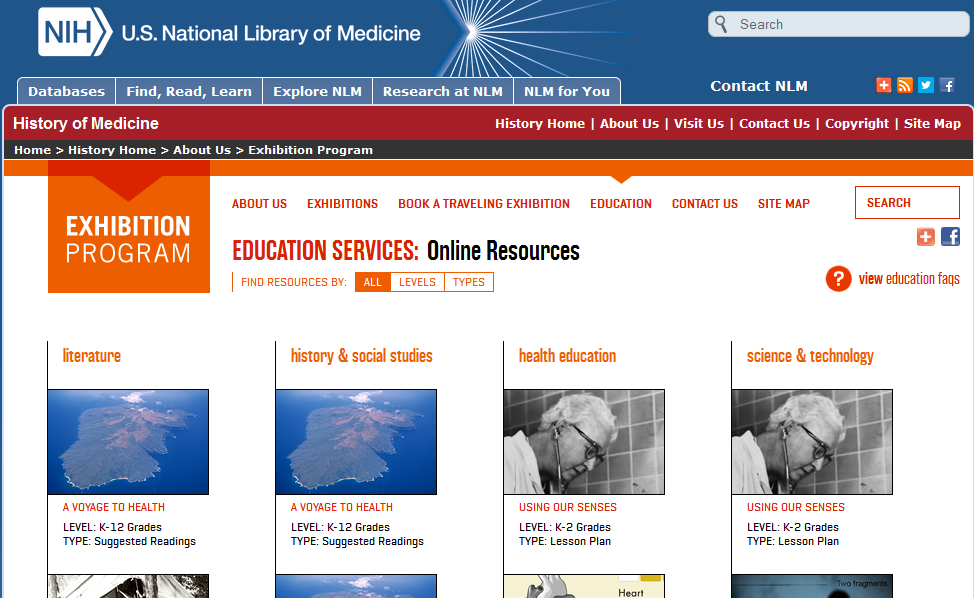 NIH U.S. National Library of Medicine
Search
Databases Find, Read, Learn Explore NLM Research at NLM NLM for You
Contact NLM
History of Medicine
History Home | About Us | Visit Us | Contact Us | Copyright | Site Map
Home > History Home > About Us > Exhibition Program
EXHIBITION
PROGRAM
ABOUT US EXHIBITIONS BOOK A TRAVELING EXHIBITION EDUCATION CONTACT US SITE MAP
SEARCH
EDUCATION SERVICES: Online Resources
FIND RESOURCES BY: ALL LEVELS TYPES
? view education faqs
literature
history & social studies
health education
science & technology
A VOYAGE TO HEALTH
LEVEL: K-12 Grades
TYPE: Suggested Readings
A VOYAGE TO HEALTH
LEVEL: K-12 Grades
TYPE: Suggested Readings
USING OUR SENSES
LEVEL: K-2 Grades
TYPE: Lesson Plan
USING OUR SENSES
LEVEL: K-2 Grades
TYPE: Lesson Plan
Heart
Two fragments